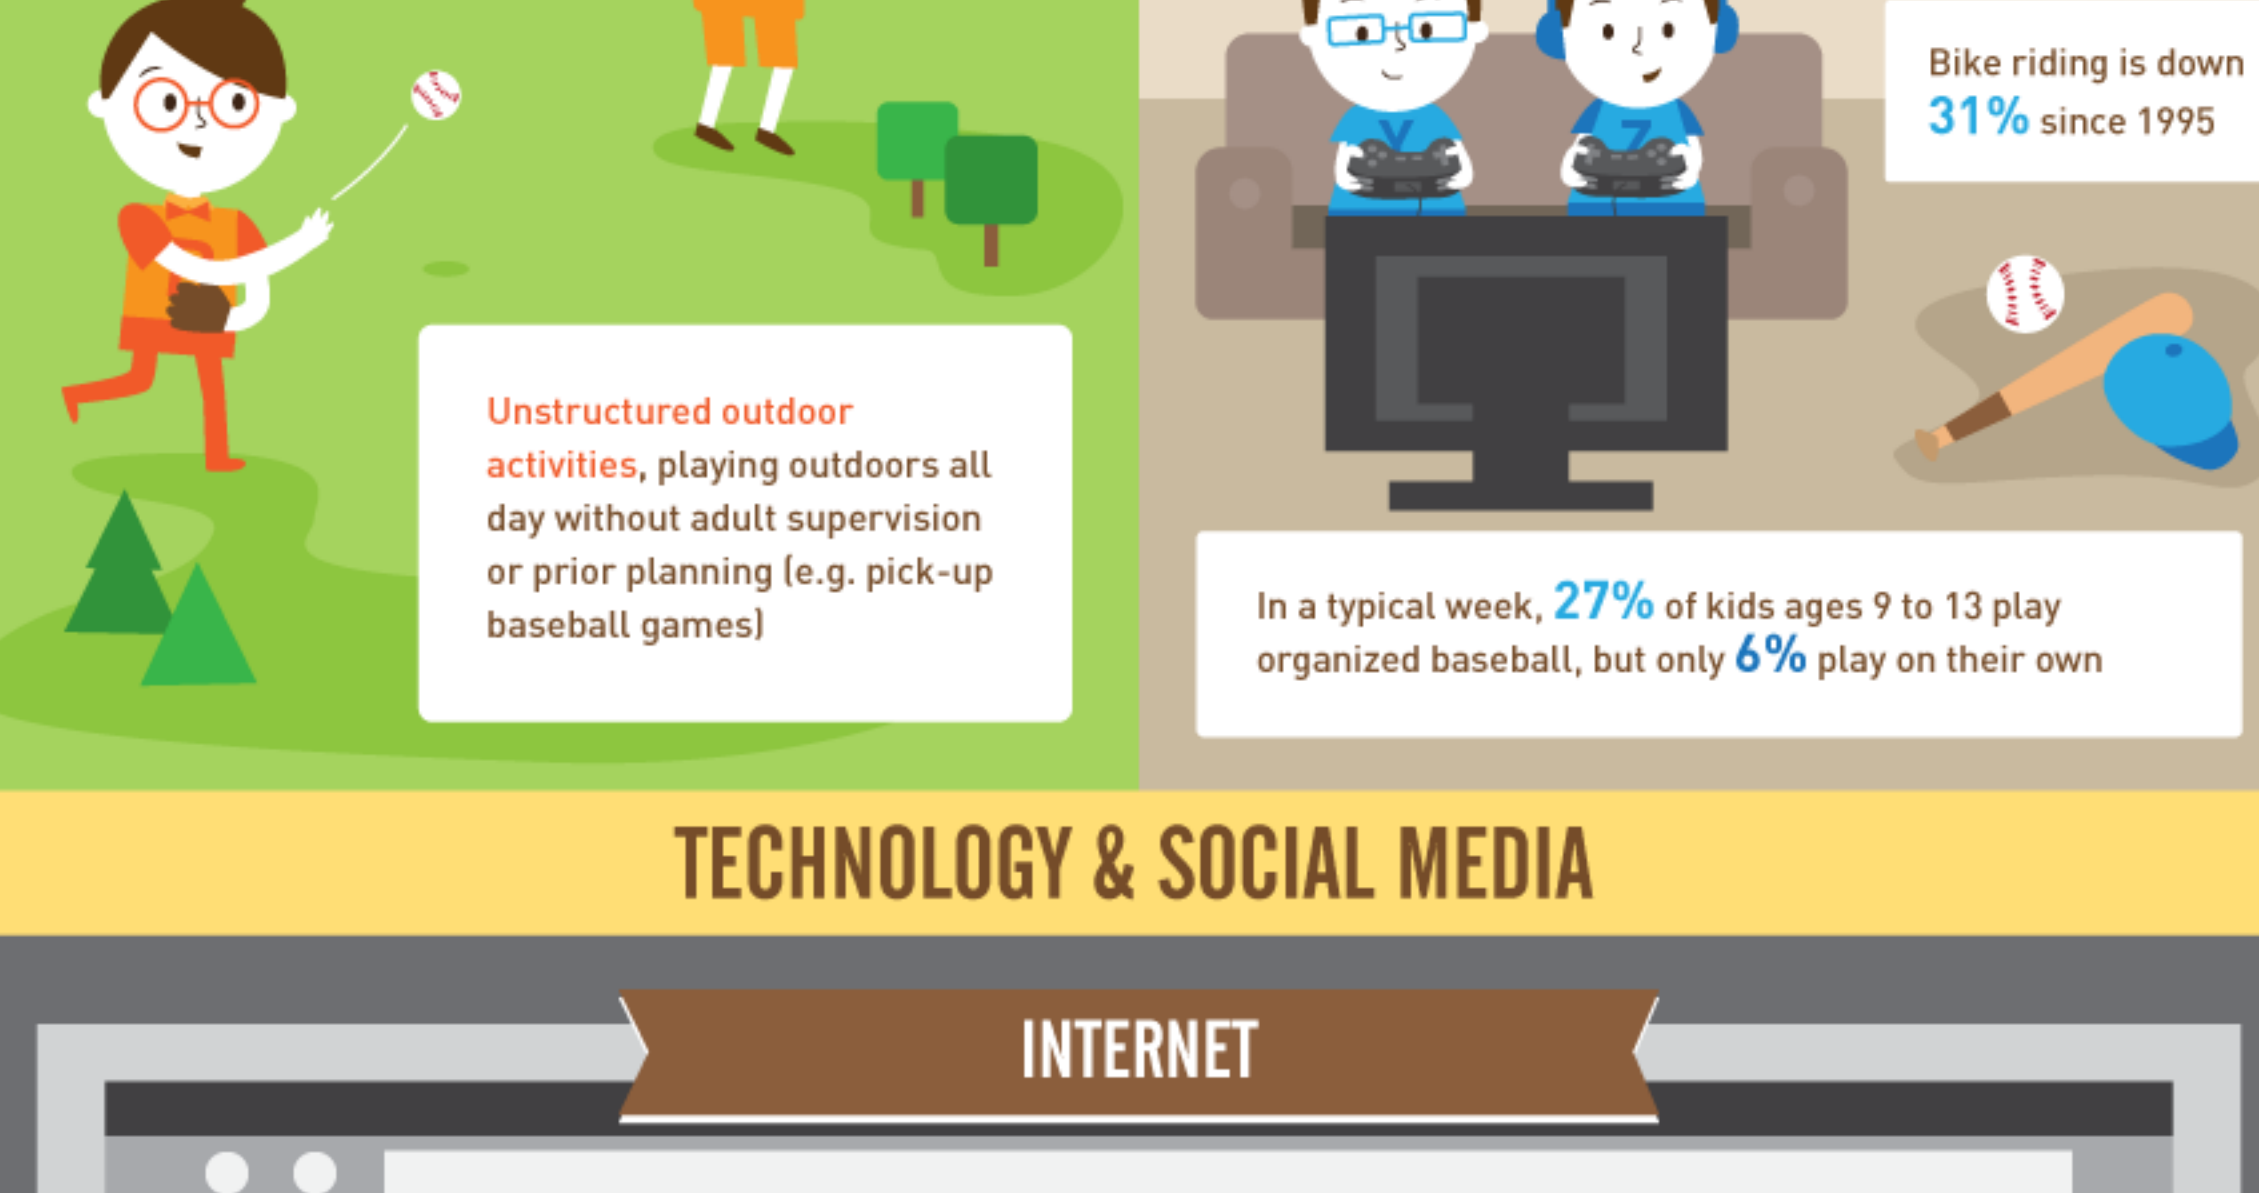 Unstructured outdoor
activities, playing outdoors all
day without adult supervision
or prior planning (e.g. pick-up
baseball games)
Y
Z
Bike riding is down
31% since 1995
In a typical week, 27% of kids ages 9 to 13 play
organized baseball, but only 6% play on their own
TECHNOLOGY & SOCIAL MEDIA
INTERNET